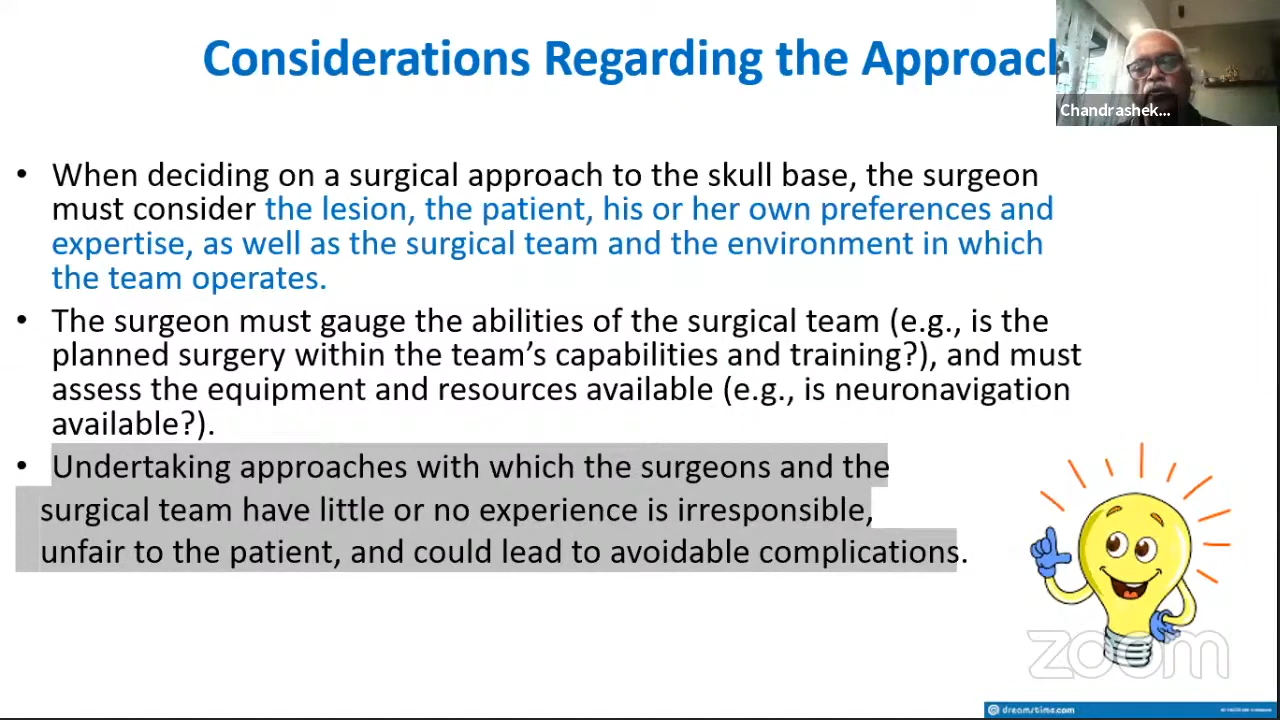 Considerations Regarding the Approach
Chandrashek...
• When deciding on a surgical approach to the skull base, the surgeon
must consider the lesion, the patient, his or her own preferences and
expertise, as well as the surgical team and the environment in which
the team operates.
• The surgeon must gauge the abilities of the surgical team (e.g., is the
planned surgery within the team’s capabilities and training?), and must
assess the equipment and resources available (e.g., is neuronavigation
available?).
• Undertaking approaches with which the surgeons and the
surgical team have little or no experience is irresponsible,
unfair to the patient, and could lead to avoidable complications.
zoom
dreamstime.com